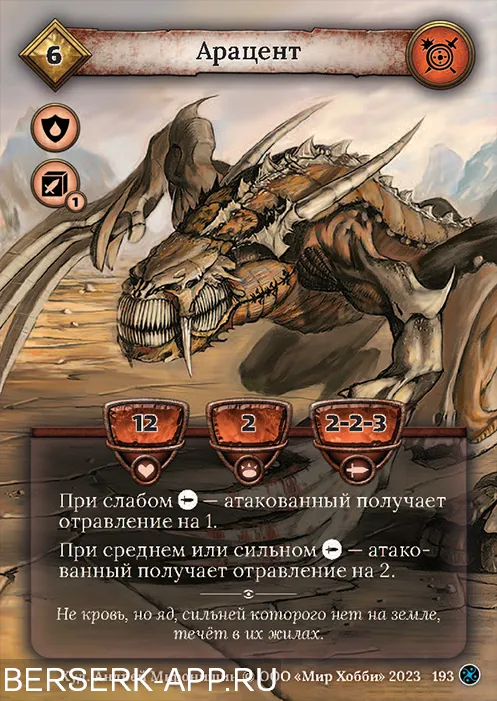 6
Арацент
1
12
2
2-2-3
При слабом — атакованный получает
отравление на 1.
При среднем или сильном — атако-
ванный получает отравление на 2.
Не кровь, но яд, сильней которого нет на земле,
течёт в их жилах.
ООО «Мир Хобби» 2023 193
BERSERK-APP.RU